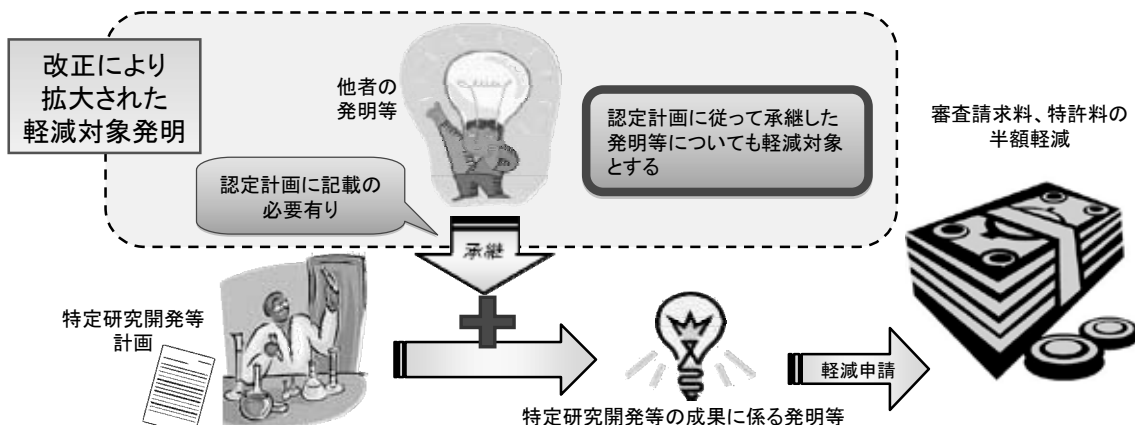 改正により
拡大された
軽減対象発明
他者の
発明等
認定計画に従って承継した
発明等についても軽減対象
とする
審査請求料、特許料の
半額軽減
認定計画に記載の
必要有り
承継
特定研究開発等
計画
軽減申請
特定研究開発等の成果に係る発明等